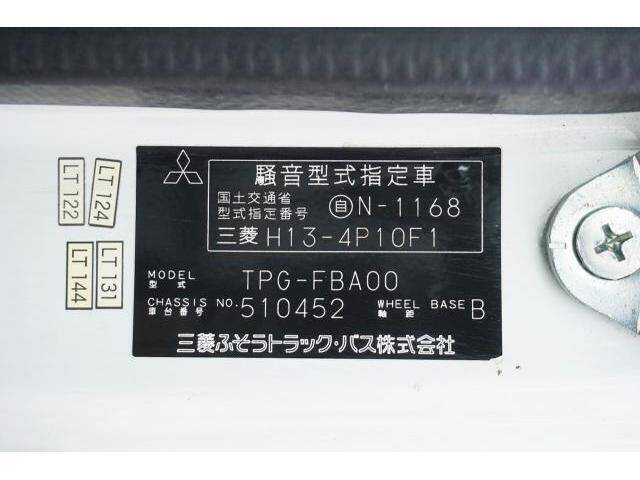 騒音型式指定車
国土交通省
型式指定番号 自N-1168
三菱 H13-4P10F1
MODEL
型式 TPG-FBA00
CHASSIS NO. 510452 WHEEL BASE B
車台番号 軸距
三菱ふそうトラック・バス株式会社
LT 122
LT 124
LT 144
LT 131